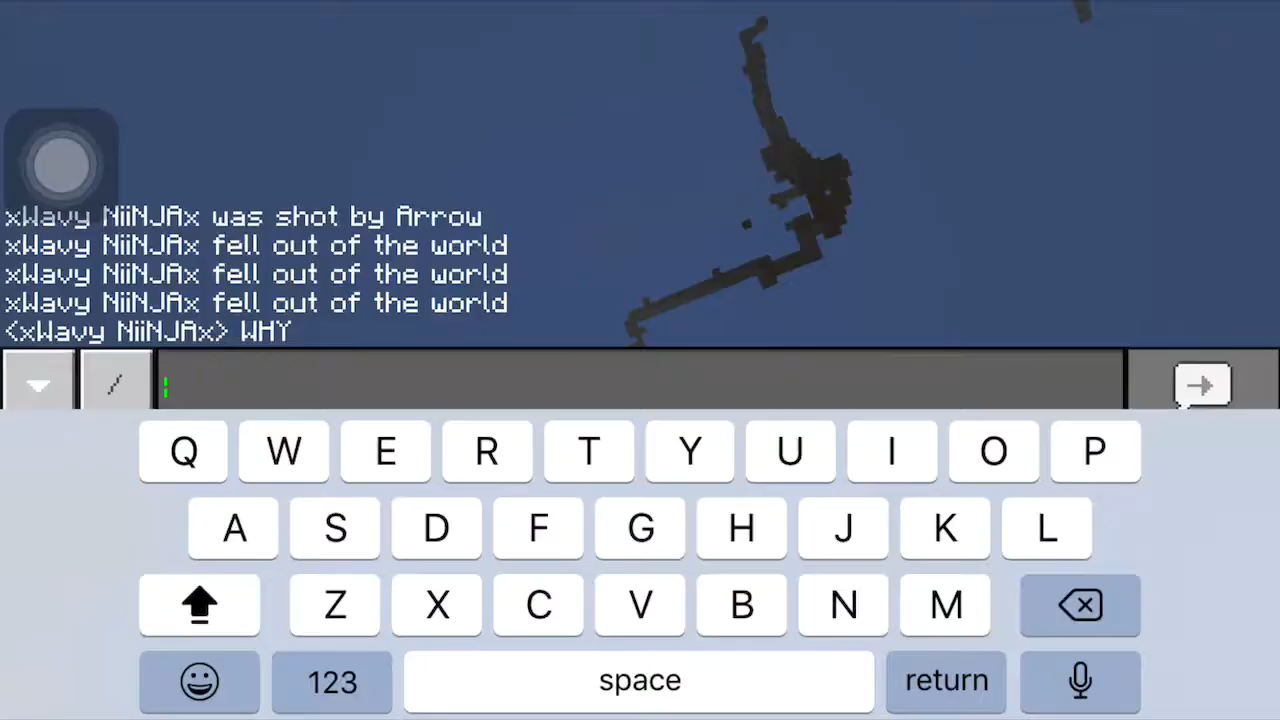 xWavy NiiNJAx was shot by Arrow
xWavy NiiNJAx fell out of the world
xWavy NiiNJAx fell out of the world
xWavy NiiNJAx fell out of the world
<xWavy NiiNJAx> WHY
/
Q W E R T Y U I O P
A S D F G H J K L
Z X C V B N M
123 space return